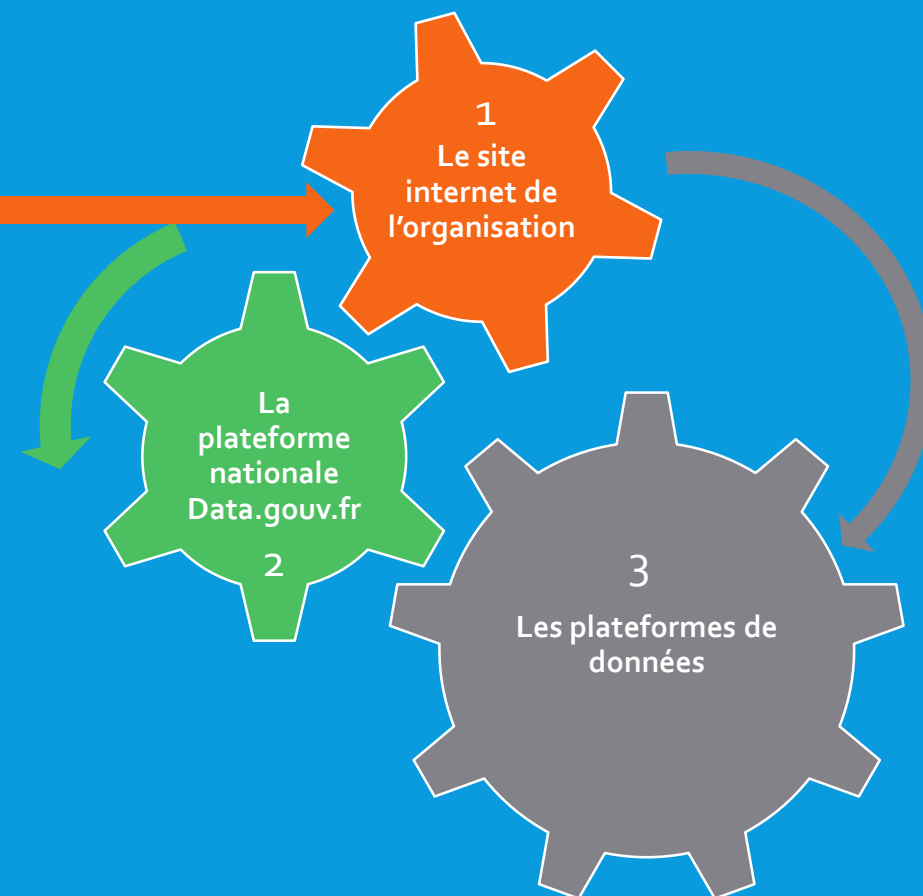 1
Le site
internet de
l'organisation
La
plateforme
nationale
Data.gouv.fr
2
3
Les plateformes de
données